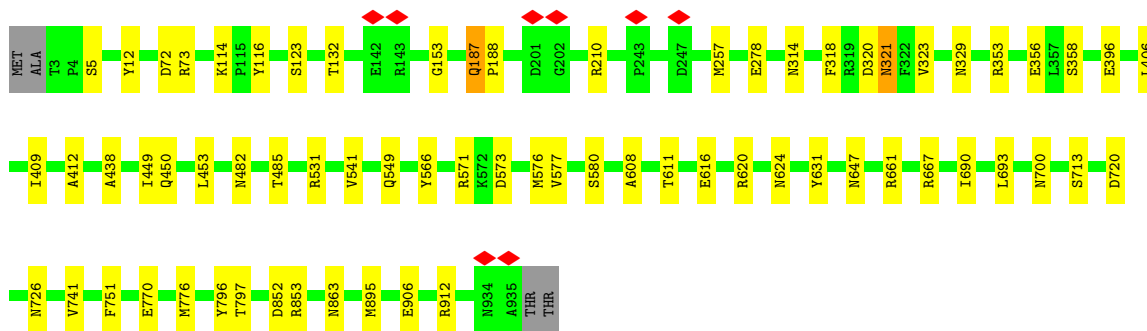 MET ALA T3 P4 S5 Y12 D72 R73 K114 P115 Y116 S123 T132 E142 R143 G153 Q187 P188 D201 G202 R210 P243 D247 M257 E278 N314 F318 R319 D320 N321 F322 V323 N329 R353 E356 L357 S358 E396 L406
I409 A412 A438 I449 Q450 L453 N482 T485 R531 V541 Q549 Y566 R571 K572 D573 M576 V577 S580 A608 T611 E616 R620 N624 Y631 N647 R661 R667 I690 L693 N700 S713 D720
N726 V741 F751 E770 M776 Y796 T797 D852 R853 N863 M895 E906 R912 N934 A935 THR THR